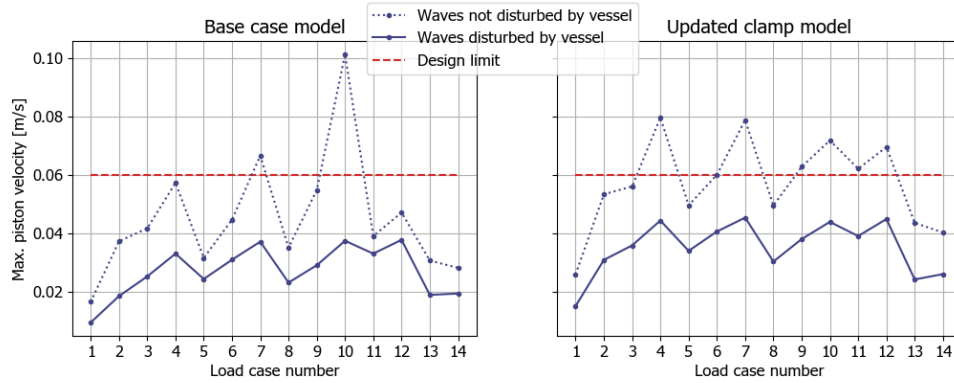 Base case model
Waves not disturbed by vessel
Waves disturbed by vessel
Design limit
Updated clamp model
Max. piston velocity [m/s]
0.10
0.08
0.06
0.04
0.02
1 2 3 4 5 6 7 8 9 10 11 12 13 14
Load case number
1 2 3 4 5 6 7 8 9 10 11 12 13 14
Load case number